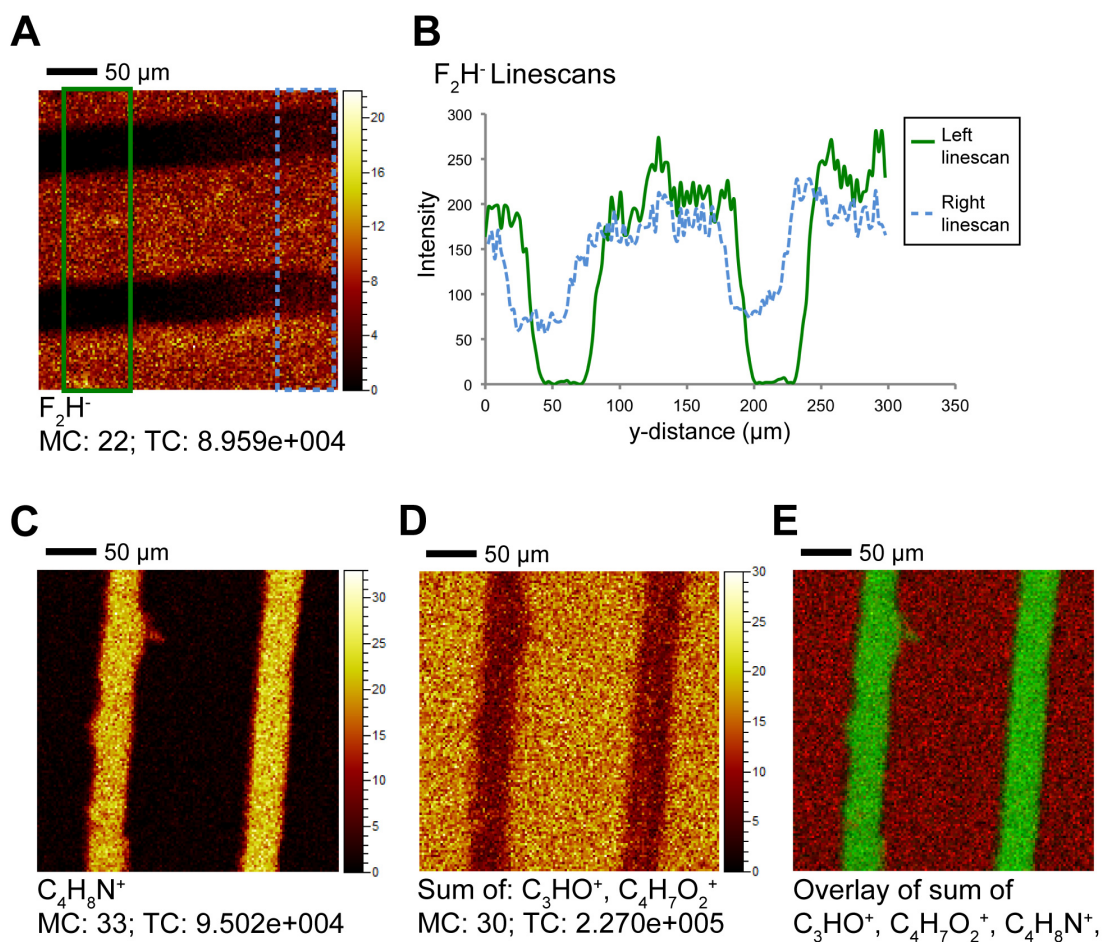 A
50 µm
22
20
16
12
8
4
0
F₂H⁻
MC: 22; TC: 8.959e+004
B
F₂H⁻ Linescans
Intensity
300
250
200
150
100
50
0
0 50 100 150 200 250 300 350
y-distance (µm)
Left
linescan
Right
linescan
C
50 µm
30
25
20
15
10
5
0
C₄H₈N⁺
MC: 33; TC: 9.502e+004
D
50 µm
30
25
20
15
10
5
0
Sum of: C₃HO⁺, C₄H₇O₂⁺
MC: 30; TC: 2.270e+005
E
50 µm
Overlay of sum of
C₃HO⁺, C₄H₇O₂⁺, C₄H₈N⁺,